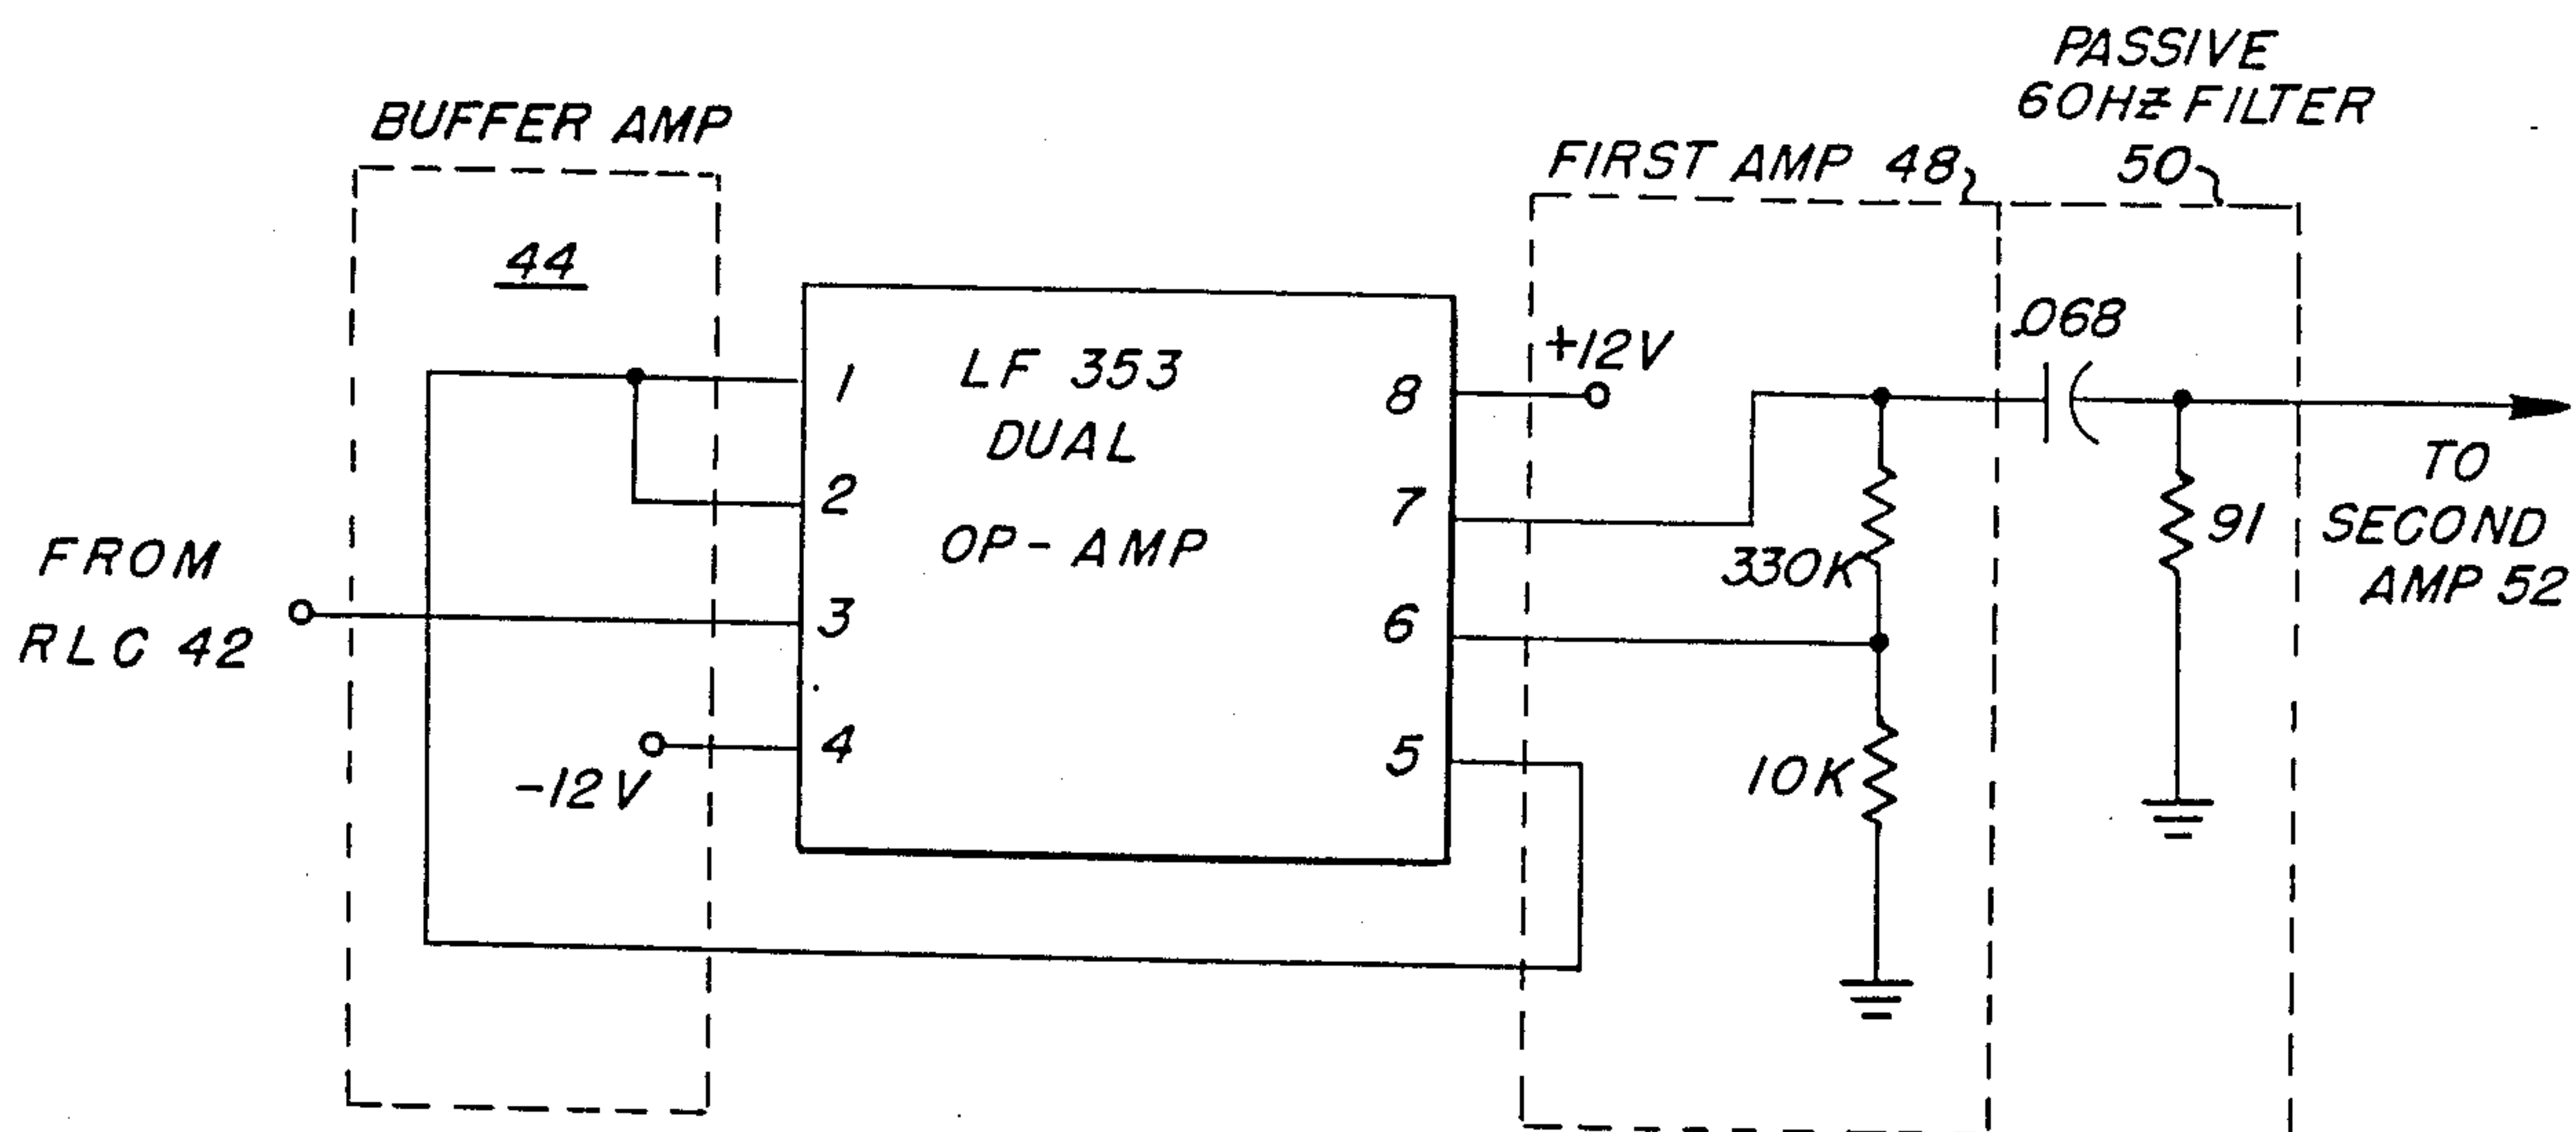 PASSIVE
60HZ FILTER
50
BUFFER AMP
44
FIRST AMP 48
FROM
RLC 42
-12V
1
2
3
4
LF 353
DUAL
OP-AMP
8
7
6
5
+12V
330K
10K
.068
91
TO
SECOND
AMP 52